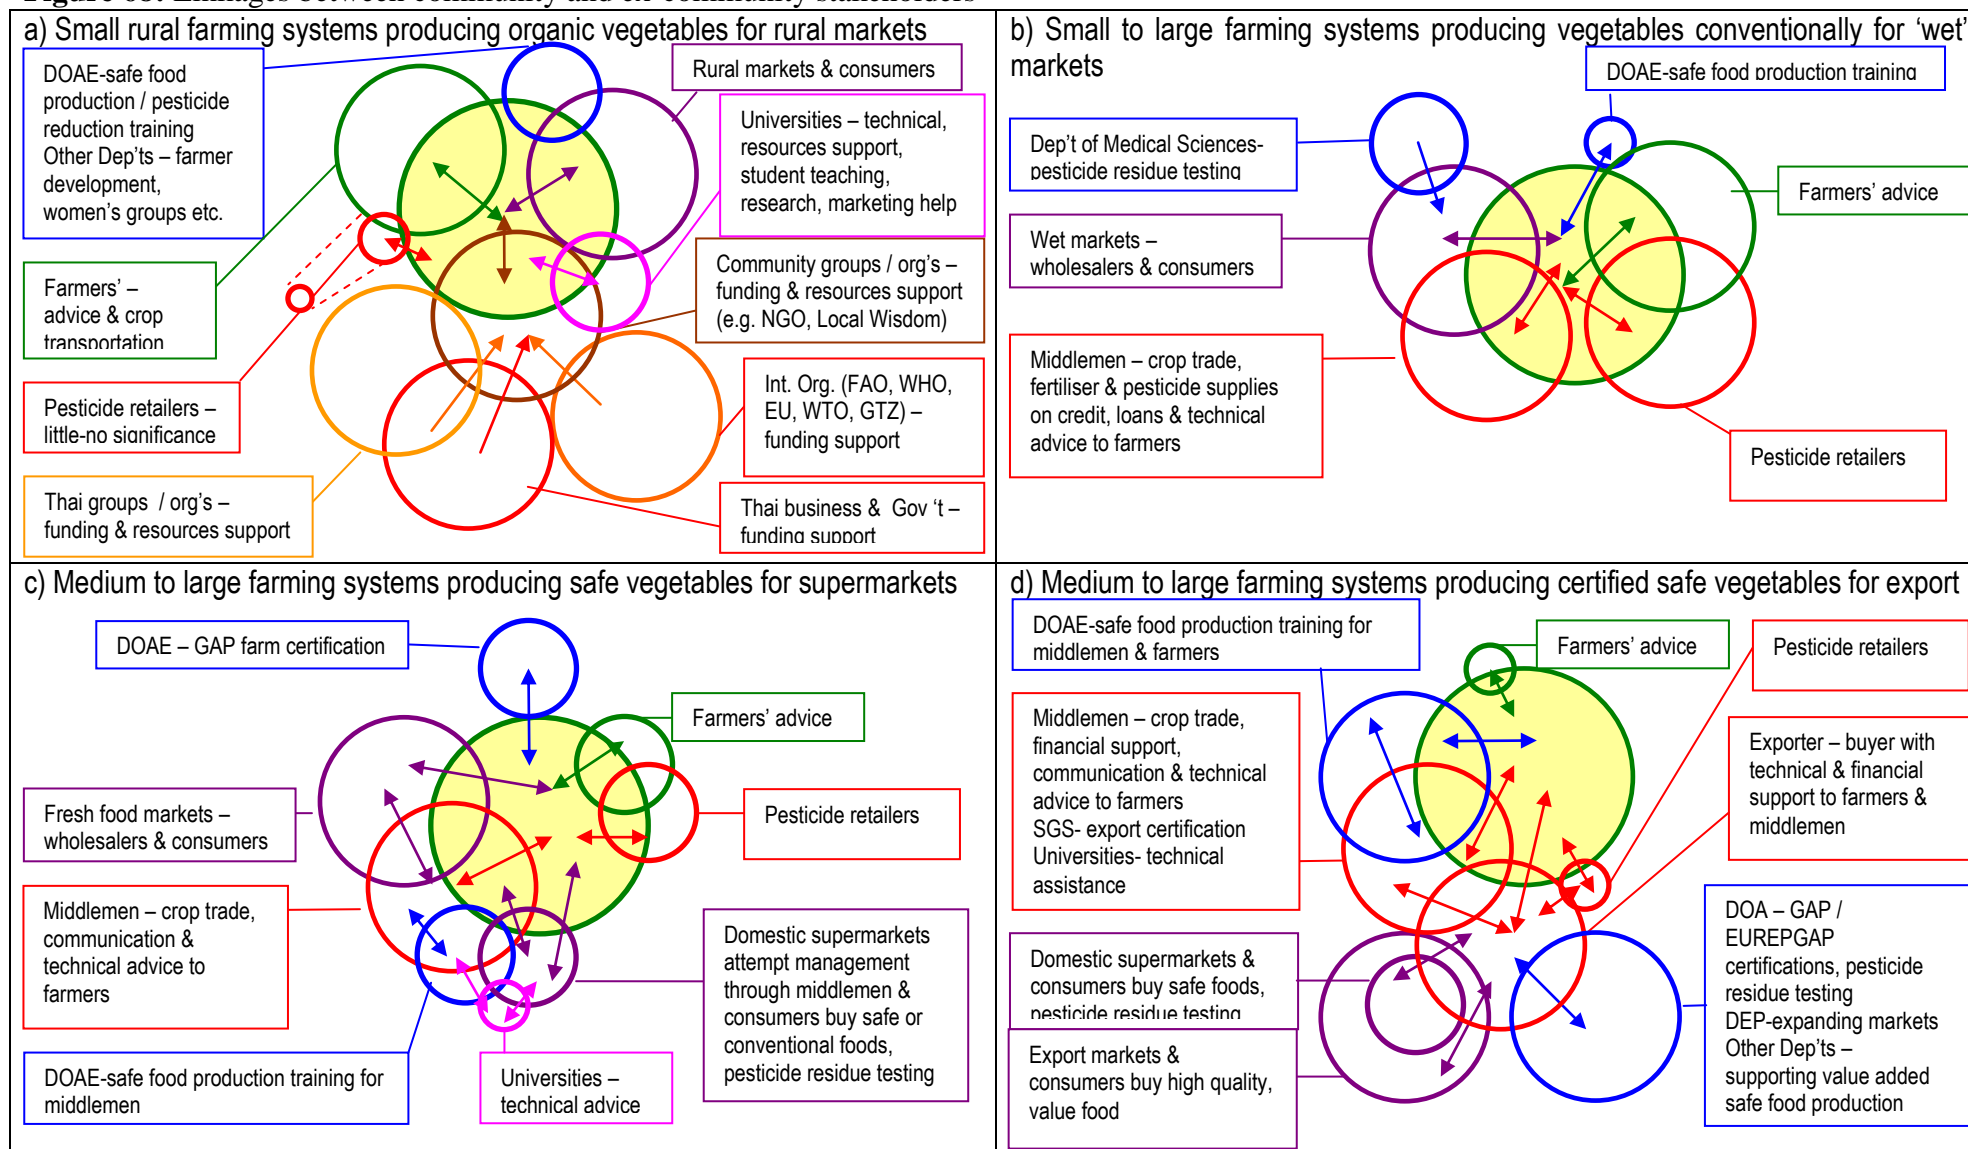 Figure 65: Linkages between community and ex-community stakeholders
a) Small rural farming systems producing organic vegetables for rural markets
DOAE-safe food
production / pesticide
reduction training
Other Dep'ts – farmer
development,
women's groups etc.
Rural markets & consumers
Universities – technical,
resources support,
student teaching,
research, marketing help
Farmers' –
advice & crop
transportation
Community groups / org's –
funding & resources support
(e.g. NGO, Local Wisdom)
Pesticide retailers –
little-no significance
Int. Org. (FAO, WHO,
EU, WTO, GTZ) –
funding support
Thai groups / org's –
funding & resources support
Thai business & Gov 't –
funding support
b) Small to large farming systems producing vegetables conventionally for 'wet'
markets
DOAE-safe food production training
Dep't of Medical Sciences-
pesticide residue testing
Farmers' advice
Wet markets –
wholesalers & consumers
Middlemen – crop trade,
fertiliser & pesticide supplies
on credit, loans & technical
advice to farmers
Pesticide retailers
c) Medium to large farming systems producing safe vegetables for supermarkets
DOAE – GAP farm certification
Farmers' advice
Fresh food markets –
wholesalers & consumers
Pesticide retailers
Middlemen – crop trade,
communication &
technical advice to
farmers
Domestic supermarkets
attempt management
through middlemen &
consumers buy safe or
conventional foods,
pesticide residue testing
DOAE-safe food production training for
middlemen
Universities –
technical advice
d) Medium to large farming systems producing certified safe vegetables for export
DOAE-safe food production training for
middlemen & farmers
Farmers' advice
Pesticide retailers
Middlemen – crop trade,
financial support,
communication & technical
advice to farmers
SGS- export certification
Universities- technical
assistance
Exporter – buyer with
technical & financial
support to farmers &
middlemen
Domestic supermarkets &
consumers buy safe foods,
pesticide residue testing
DOA – GAP /
EUREPGAP
certifications, pesticide
residue testing
DEP-expanding markets
Other Dep'ts –
supporting value added
safe food production
Export markets &
consumers buy high quality,
value food